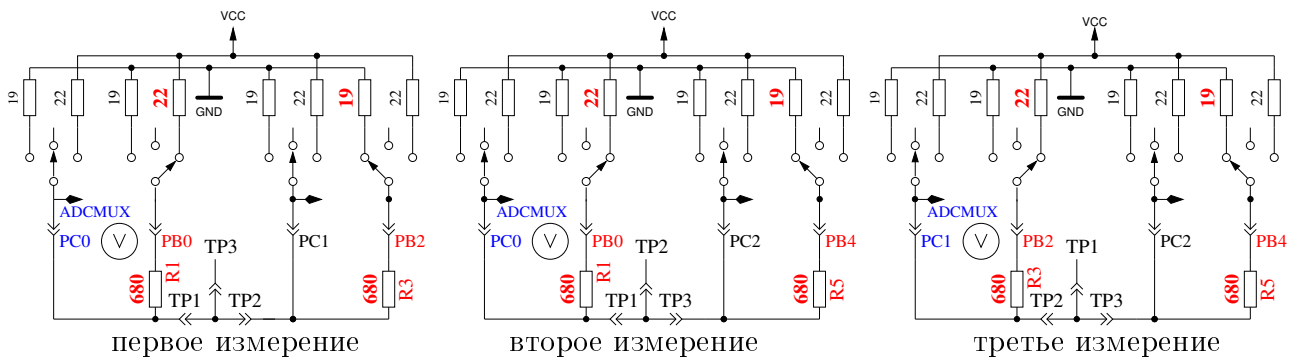 VCC VCC VCC
19 22 19 22 19 22 19 22 19 22 19 22 19 22 19 22 19 22 19 22 19 22 19 22
GND GND GND
ADCMUX ADCMUX ADCMUX
PC0 V PB0 TP3 PC1 PB2 PC0 V PB0 TP2 PC2 PB4 PC1 V PB2 TP1 PC2 PB4
680 R1 680 R3 680 R1 680 R5 680 R3 680 R5
TP1 TP2 TP1 TP3 TP2 TP3
первое измерение второе измерение третье измерение